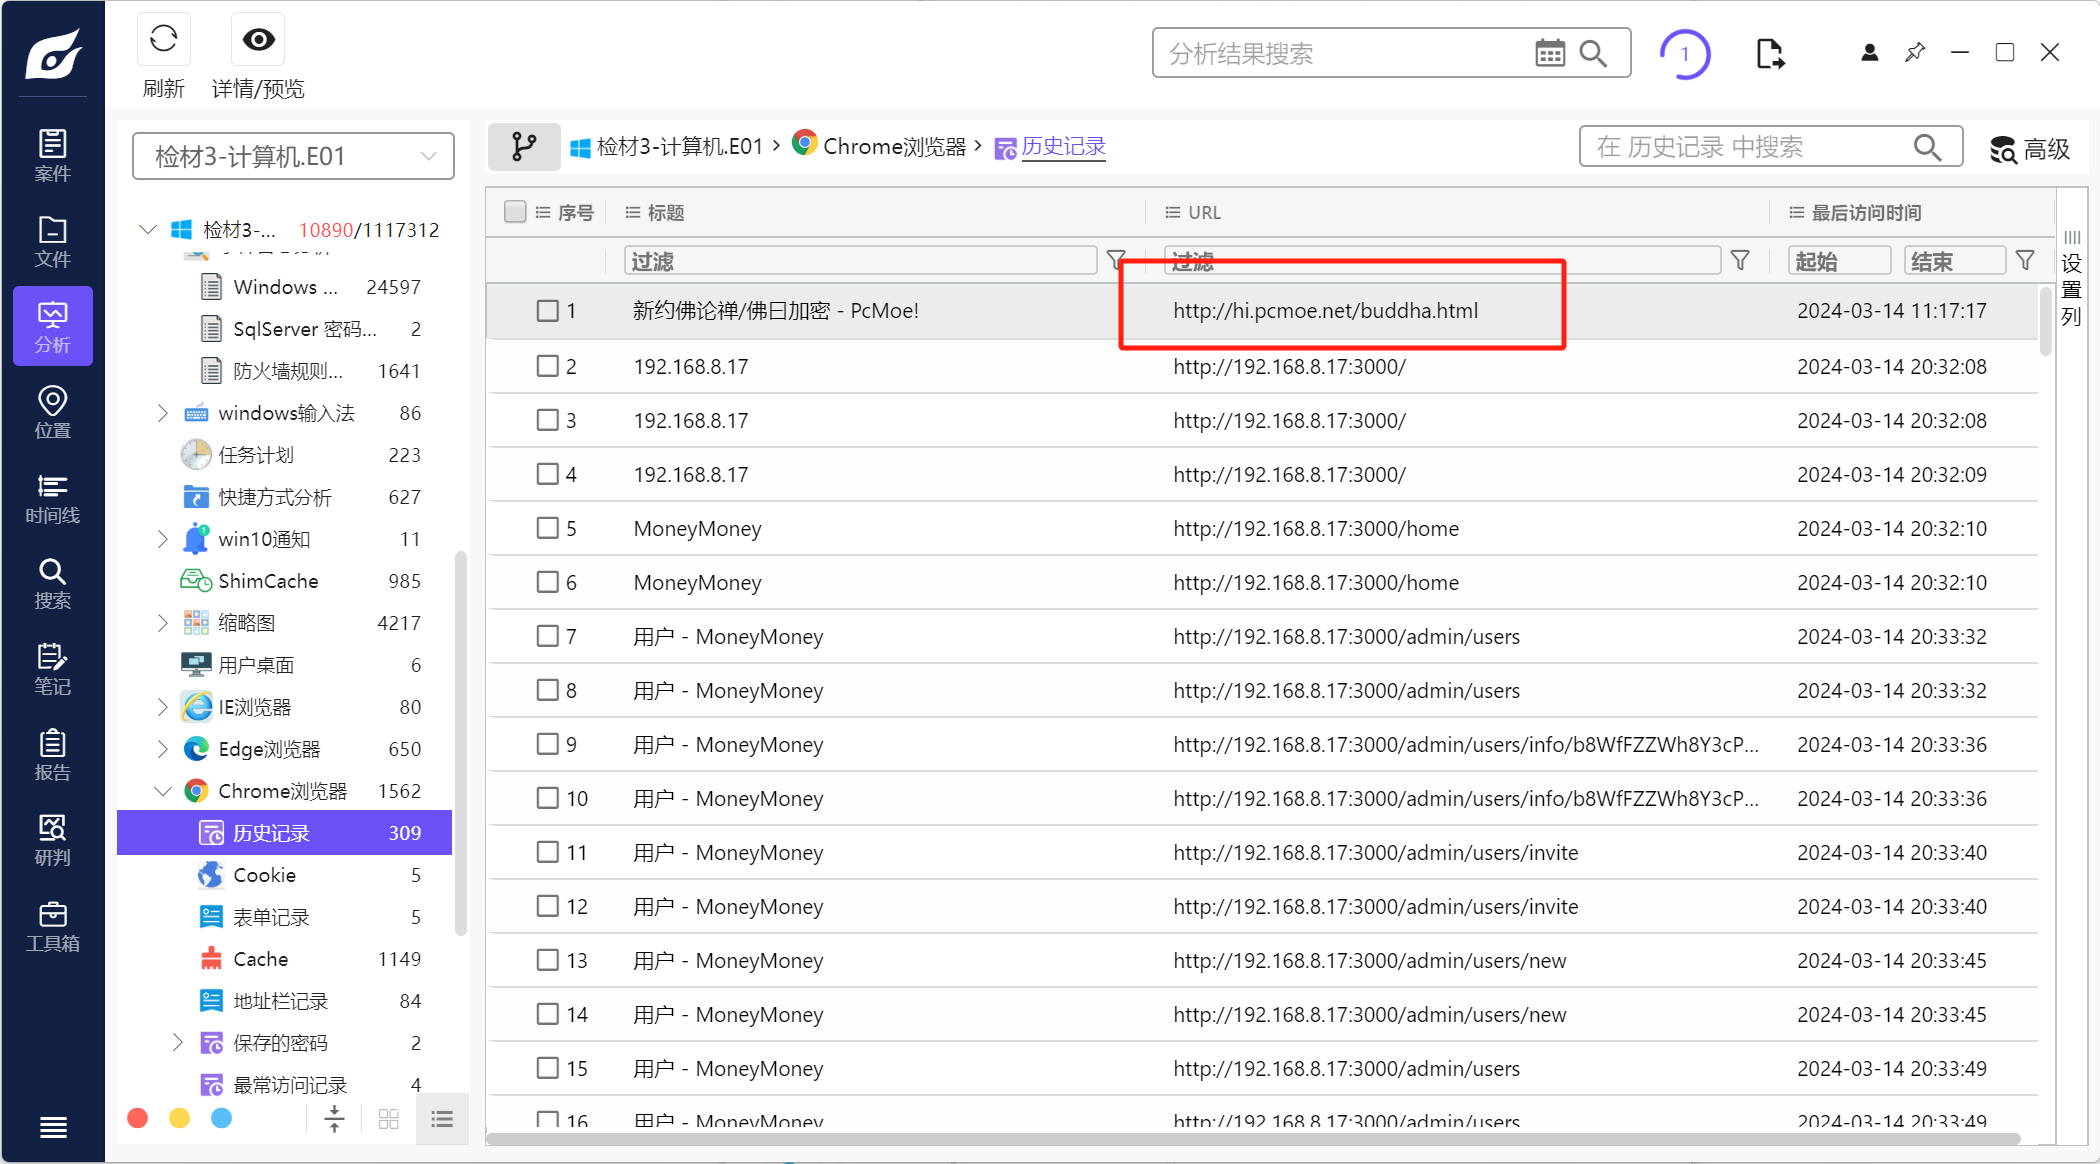 刷新
详情/预览
分析结果搜索
1
案件
文件
分析
位置
时间线
搜索
笔记
报告
研判
工具箱
检材3-计算机.E01
检材3-... 10890/1117312
Windows ... 24597
SqlServer 密码... 2
防火墙规则... 1641
windows输入法 86
任务计划 223
快捷方式分析 627
win10通知 11
ShimCache 985
缩略图 4217
用户桌面 6
IE浏览器 80
Edge浏览器 650
Chrome浏览器 1562
历史记录 309
Cookie 5
表单记录 5
Cache 1149
地址栏记录 84
保存的密码 2
最常访问记录 4
检材3-计算机.E01 > Chrome浏览器 > 历史记录
在 历史记录 中搜索
高级
序号 标题 URL 最后访问时间
过滤 过滤 起始 结束
设置列
1 新约佛论禅/佛曰加密 - PcMoe! http://hi.pcmoe.net/buddha.html 2024-03-14 11:17:17
2 192.168.8.17 http://192.168.8.17:3000/ 2024-03-14 20:32:08
3 192.168.8.17 http://192.168.8.17:3000/ 2024-03-14 20:32:08
4 192.168.8.17 http://192.168.8.17:3000/ 2024-03-14 20:32:09
5 MoneyMoney http://192.168.8.17:3000/home 2024-03-14 20:32:10
6 MoneyMoney http://192.168.8.17:3000/home 2024-03-14 20:32:10
7 用户 - MoneyMoney http://192.168.8.17:3000/admin/users 2024-03-14 20:33:32
8 用户 - MoneyMoney http://192.168.8.17:3000/admin/users 2024-03-14 20:33:32
9 用户 - MoneyMoney http://192.168.8.17:3000/admin/users/info/b8WfFZZWh8Y3cP... 2024-03-14 20:33:36
10 用户 - MoneyMoney http://192.168.8.17:3000/admin/users/info/b8WfFZZWh8Y3cP... 2024-03-14 20:33:36
11 用户 - MoneyMoney http://192.168.8.17:3000/admin/users/invite 2024-03-14 20:33:40
12 用户 - MoneyMoney http://192.168.8.17:3000/admin/users/invite 2024-03-14 20:33:40
13 用户 - MoneyMoney http://192.168.8.17:3000/admin/users/new 2024-03-14 20:33:45
14 用户 - MoneyMoney http://192.168.8.17:3000/admin/users/new 2024-03-14 20:33:45
15 用户 - MoneyMoney http://192.168.8.17:3000/admin/users 2024-03-14 20:33:49
16 用户 - MoneyMoney http://192.168.8.17:3000/admin/users 2024-03-14 20:33:49